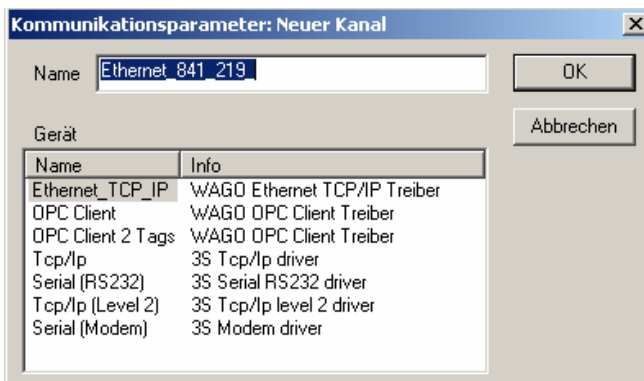 Kommunikationsparameter: Neuer Kanal
Name Ethernet_841_219_ OK
Abbrechen
Gerät
Name Info
Ethernet_TCP_IP WAGO Ethernet TCP/IP Treiber
OPC Client WAGO OPC Client Treiber
OPC Client 2 Tags WAGO OPC Client Treiber
Tcp/Ip 3S Tcp/Ip driver
Serial (RS232) 3S Serial RS232 driver
Tcp/Ip (Level 2) 3S Tcp/Ip level 2 driver
Serial (Modem) 3S Modem driver